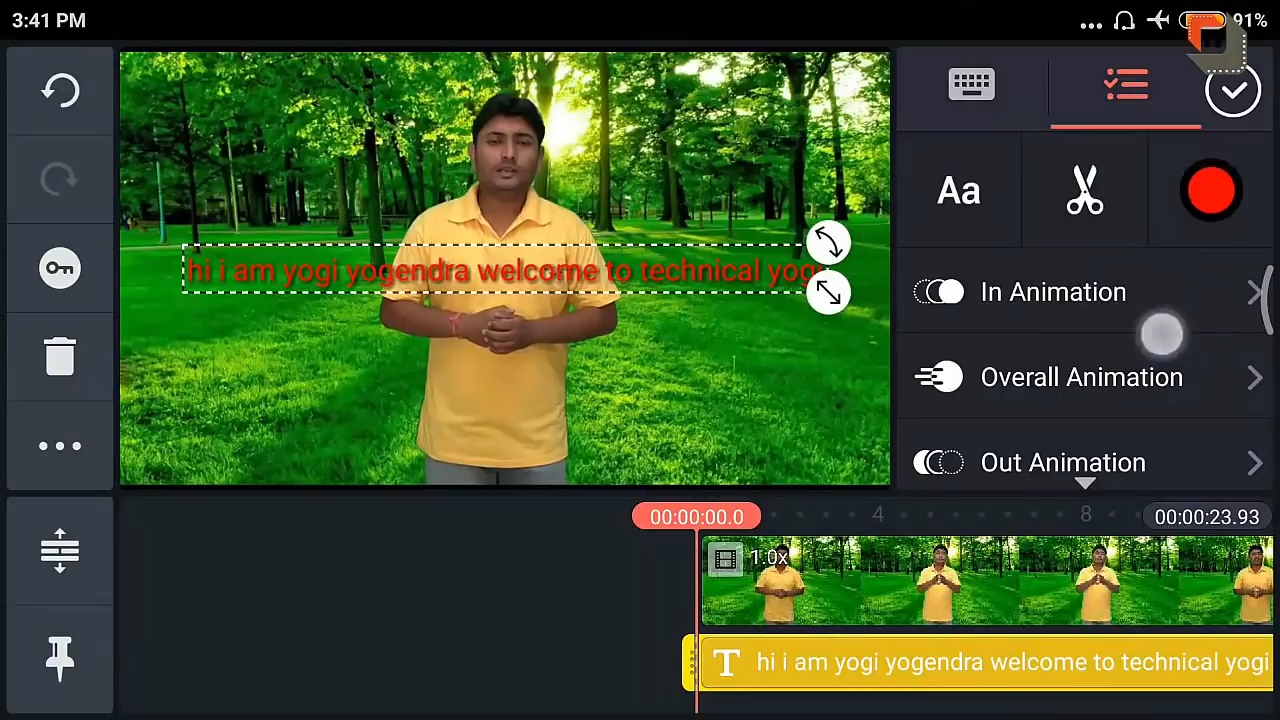 3:41 PM
91%
hi i am yogi yogendra welcome to technical yogi
Aa
In Animation
Overall Animation
Out Animation
00:00:00.0
4
8
00:00:23.93
1.0x
T hi i am yogi yogendra welcome to technical yogi